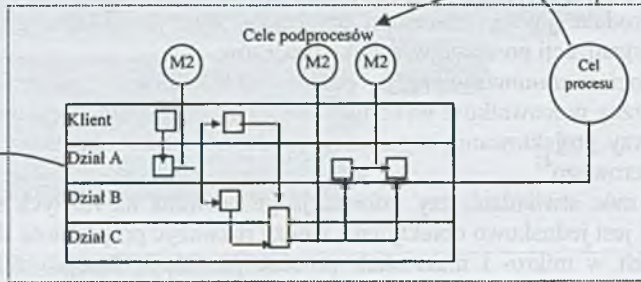 Cele podprocesów
M2
M2
M2
Cel
procesu
Klient
Dział A
Dział B
Dział C